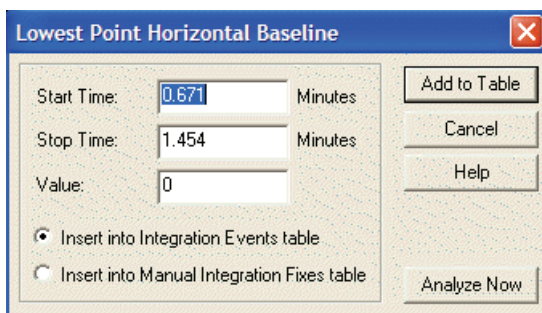 Lowest Point Horizontal Baseline
Start Time: 0.671 Minutes
Stop Time: 1.454 Minutes
Value: 0
Insert into Integration Events table
Insert into Manual Integration Fixes table
Add to Table
Cancel
Help
Analyze Now